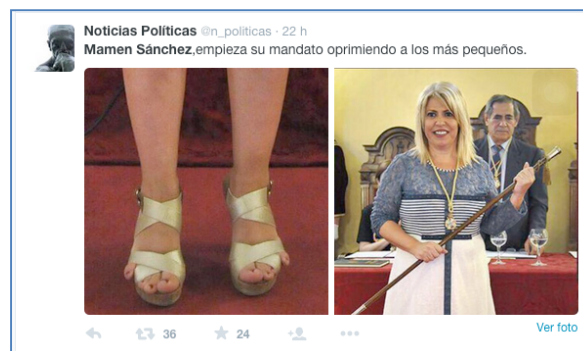 Noticias Políticas @n_politicas · 22 h
Mamen Sánchez,empieza su mandato oprimiendo a los más pequeños.
36 24
Ver foto